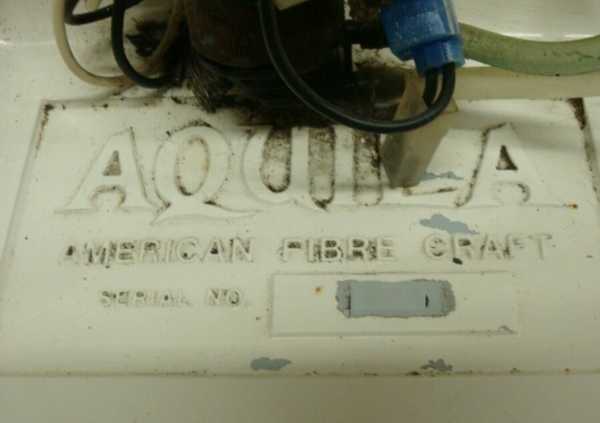 AQUILA
AMERICAN FIBRE CRAFT
SERIAL NO.